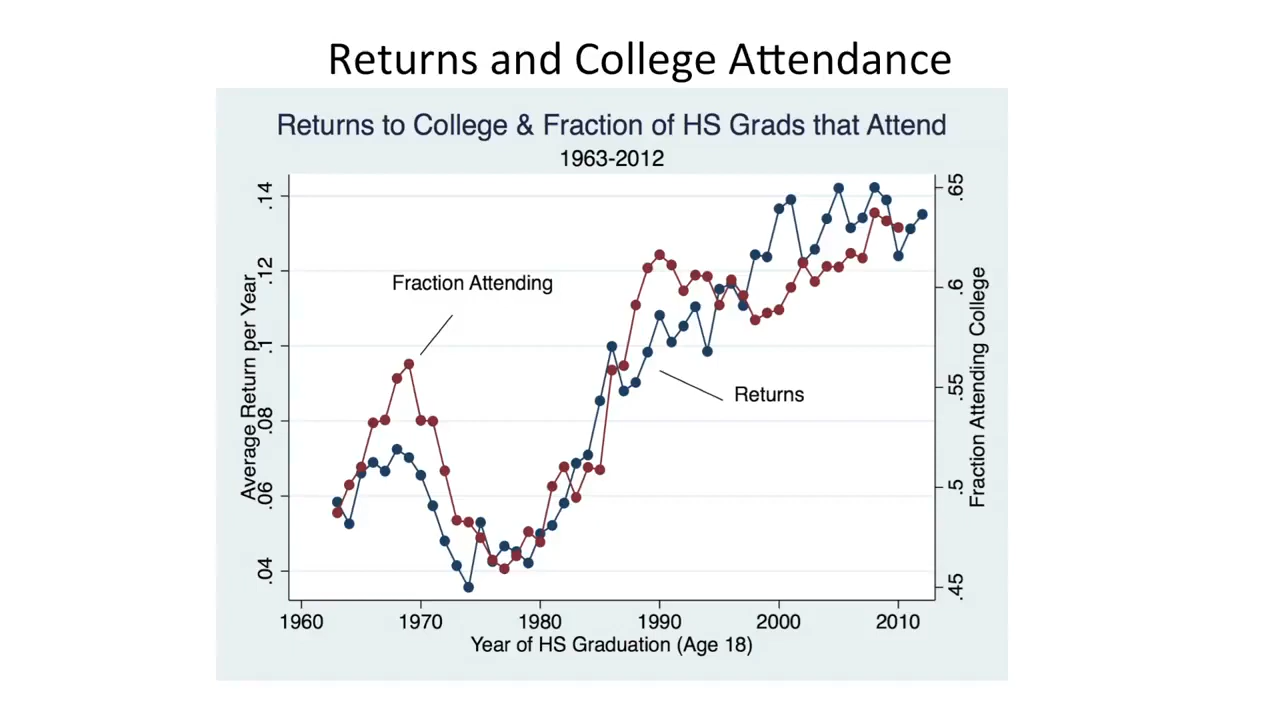 Returns and College Attendance
Returns to College & Fraction of HS Grads that Attend
1963-2012
Average Return per Year
.14
.12
.1
.08
.06
.04
Fraction Attending
Returns
.65
.6
.55
.5
.45
Fraction Attending College
1960 1970 1980 1990 2000 2010
Year of HS Graduation (Age 18)